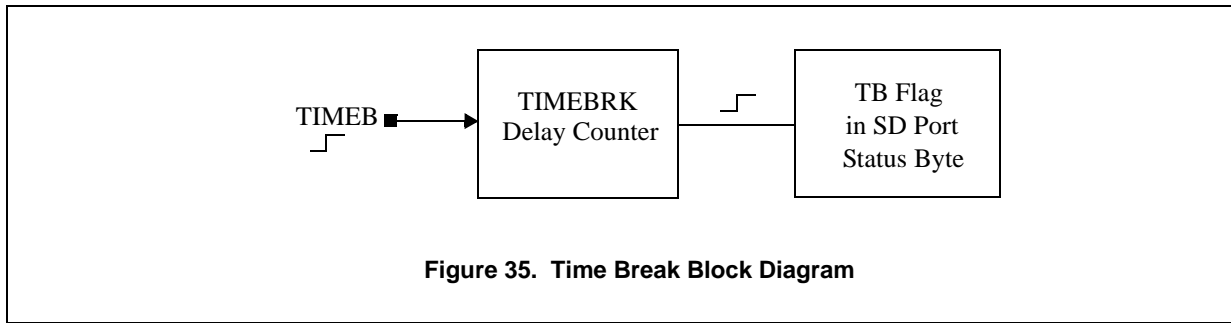 TIMEB
TIMEBRK
Delay Counter
TB Flag
in SD Port
Status Byte
Figure 35. Time Break Block Diagram